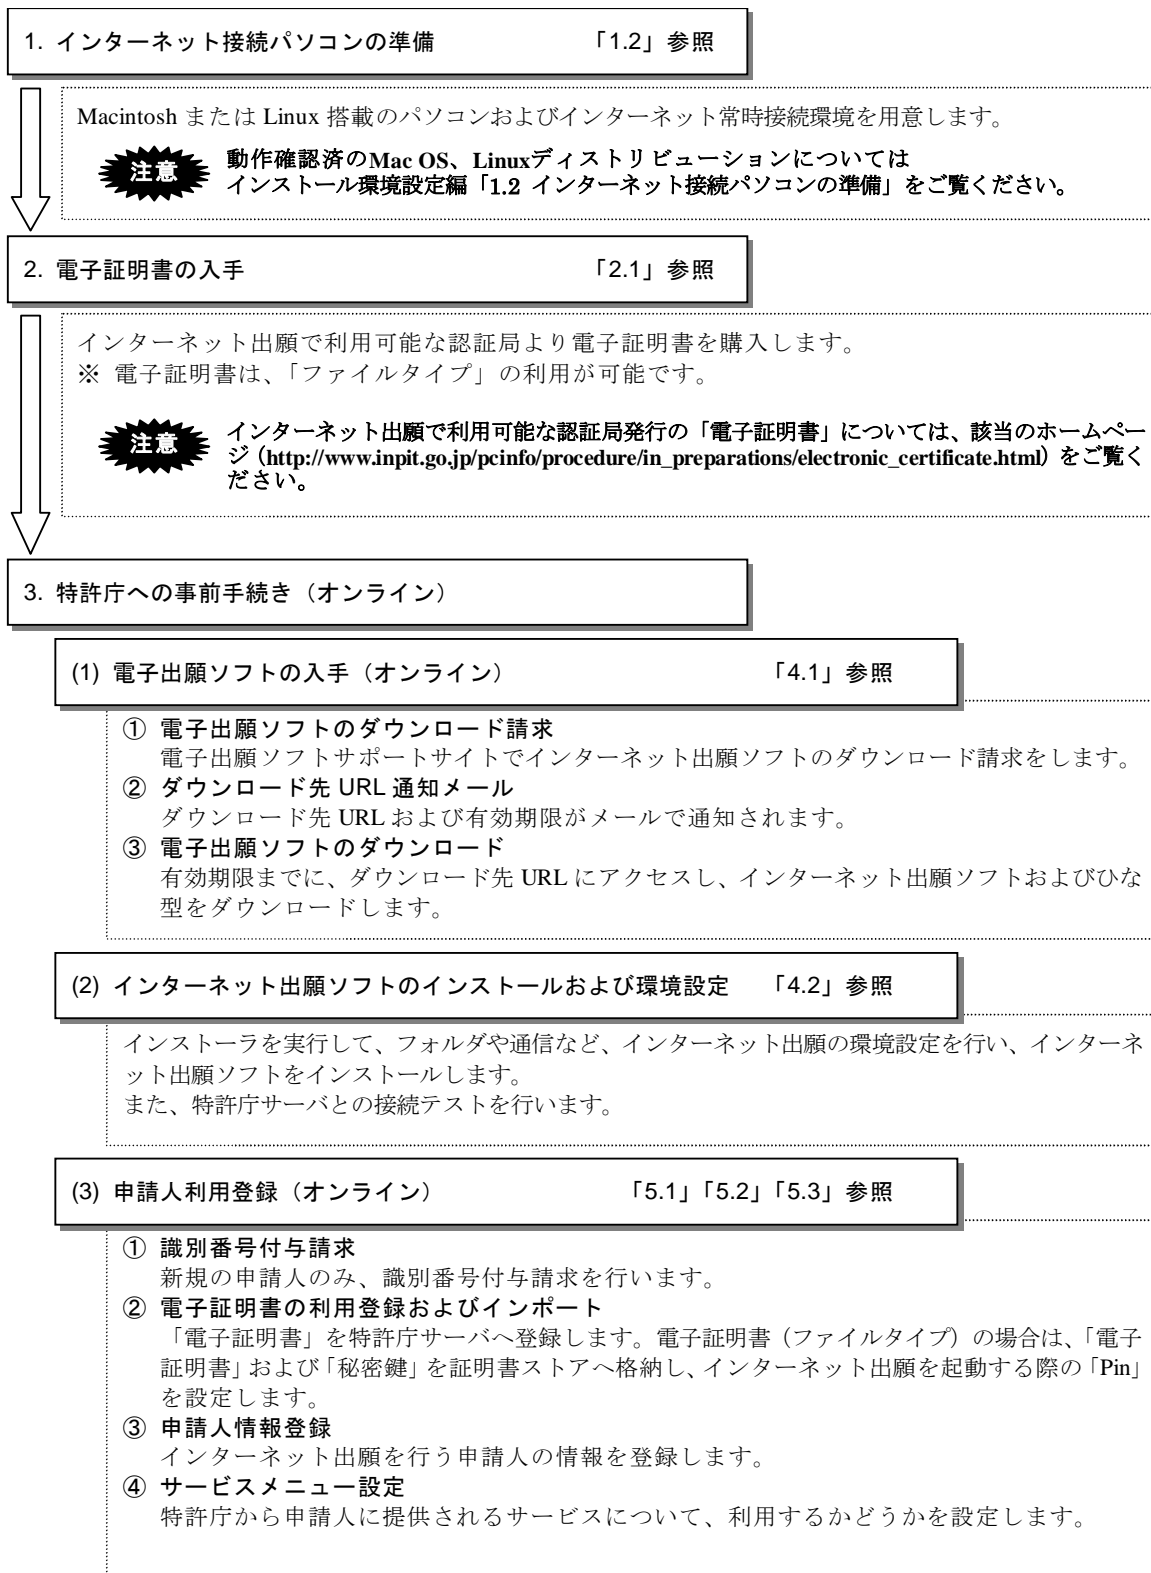 1. インターネット接続パソコンの準備 「1.2」参照
Macintosh または Linux 搭載のパソコンおよびインターネット常時接続環境を用意します。
注意 動作確認済のMac OS、Linuxディストリビューションについては
インストール環境設定編「1.2 インターネット接続パソコンの準備」をご覧ください。
2. 電子証明書の入手 「2.1」参照
インターネット出願で利用可能な認証局より電子証明書を購入します。
※ 電子証明書は、「ファイルタイプ」の利用が可能です。
注意 インターネット出願で利用可能な認証局発行の「電子証明書」については、該当のホームペー
ジ（http://www.inpit.go.jp/pcinfo/procedure/in_preparations/electronic_certificate.html）をご覧く
ださい。
3. 特許庁への事前手続き（オンライン）
(1) 電子出願ソフトの入手（オンライン） 「4.1」参照
① 電子出願ソフトのダウンロード請求
電子出願ソフトサポートサイトでインターネット出願ソフトのダウンロード請求をします。
② ダウンロード先 URL 通知メール
ダウンロード先 URL および有効期限がメールで通知されます。
③ 電子出願ソフトのダウンロード
有効期限までに、ダウンロード先 URL にアクセスし、インターネット出願ソフトおよびひな
型をダウンロードします。
(2) インターネット出願ソフトのインストールおよび環境設定 「4.2」参照
インストーラを実行して、フォルダや通信など、インターネット出願の環境設定を行い、インターネ
ット出願ソフトをインストールします。
また、特許庁サーバとの接続テストを行います。
(3) 申請人利用登録（オンライン） 「5.1」「5.2」「5.3」参照
① 識別番号付与請求
新規の申請人のみ、識別番号付与請求を行います。
② 電子証明書の利用登録およびインポート
「電子証明書」を特許庁サーバへ登録します。電子証明書（ファイルタイプ）の場合は、「電子
証明書」および「秘密鍵」を証明書ストアへ格納し、インターネット出願を起動する際の「Pin」
を設定します。
③ 申請人情報登録
インターネット出願を行う申請人の情報を登録します。
④ サービスメニュー設定
特許庁から申請人に提供されるサービスについて、利用するかどうかを設定します。